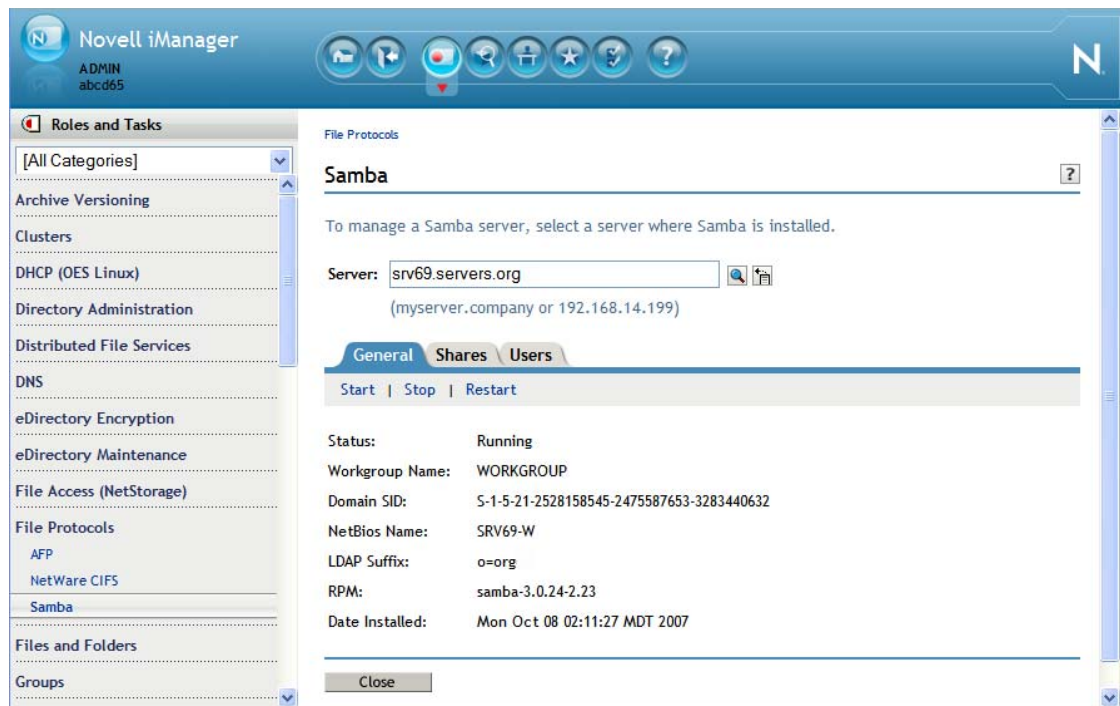 Novell iManager
ADMIN
abcd65
N
Roles and Tasks
[All Categories]
Archive Versioning
Clusters
DHCP (OES Linux)
Directory Administration
Distributed File Services
DNS
eDirectory Encryption
eDirectory Maintenance
File Access (NetStorage)
File Protocols
AFP
NetWare CIFS
Samba
Files and Folders
Groups
File Protocols
Samba
?
To manage a Samba server, select a server where Samba is installed.
Server: srv69.servers.org
(myserver.company or 192.168.14.199)
General Shares Users
Start | Stop | Restart
Status: Running
Workgroup Name: WORKGROUP
Domain SID: S-1-5-21-2528158545-2475587653-3283440632
NetBios Name: SRV69-W
LDAP Suffix: o=org
RPM: samba-3.0.24-2.23
Date Installed: Mon Oct 08 02:11:27 MDT 2007
Close